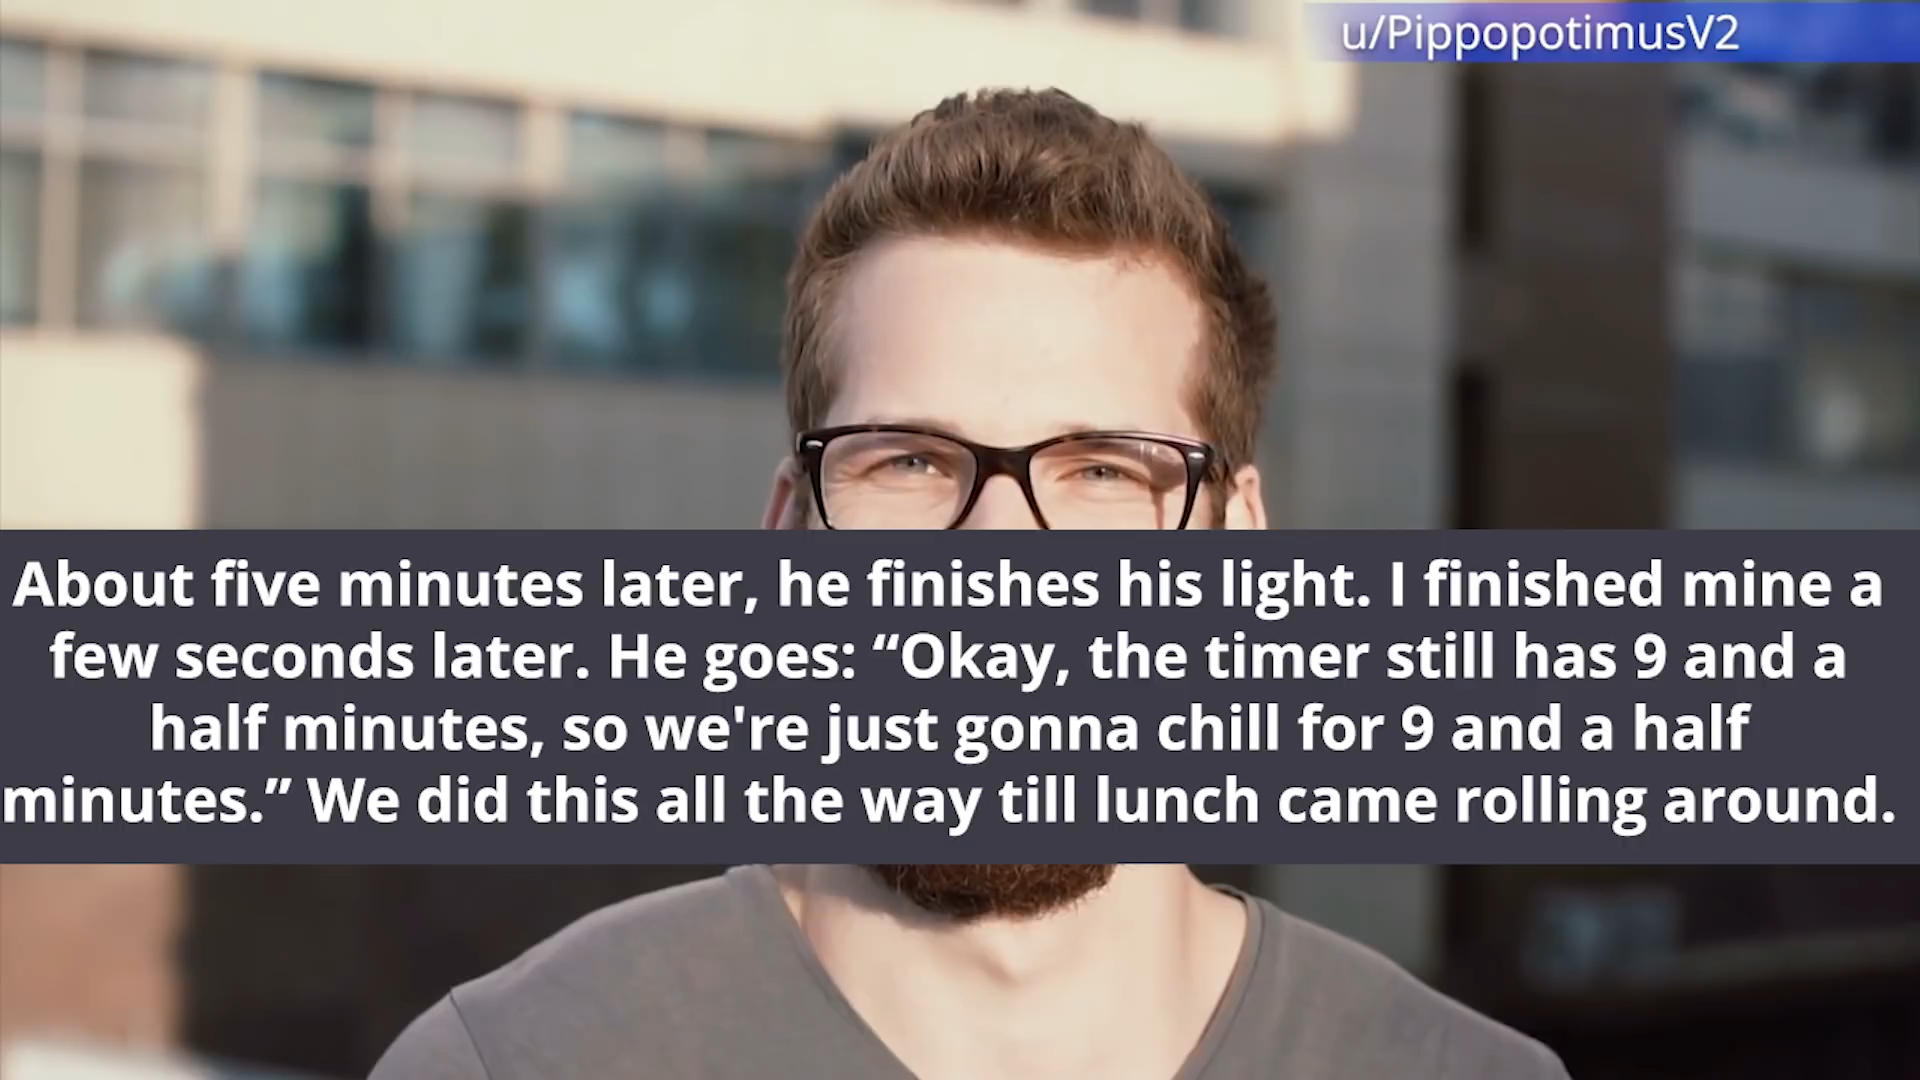 u/PippopotimusV2
About five minutes later, he finishes his light. I finished mine a
few seconds later. He goes: “Okay, the timer still has 9 and a
half minutes, so we're just gonna chill for 9 and a half
minutes.” We did this all the way till lunch came rolling around.